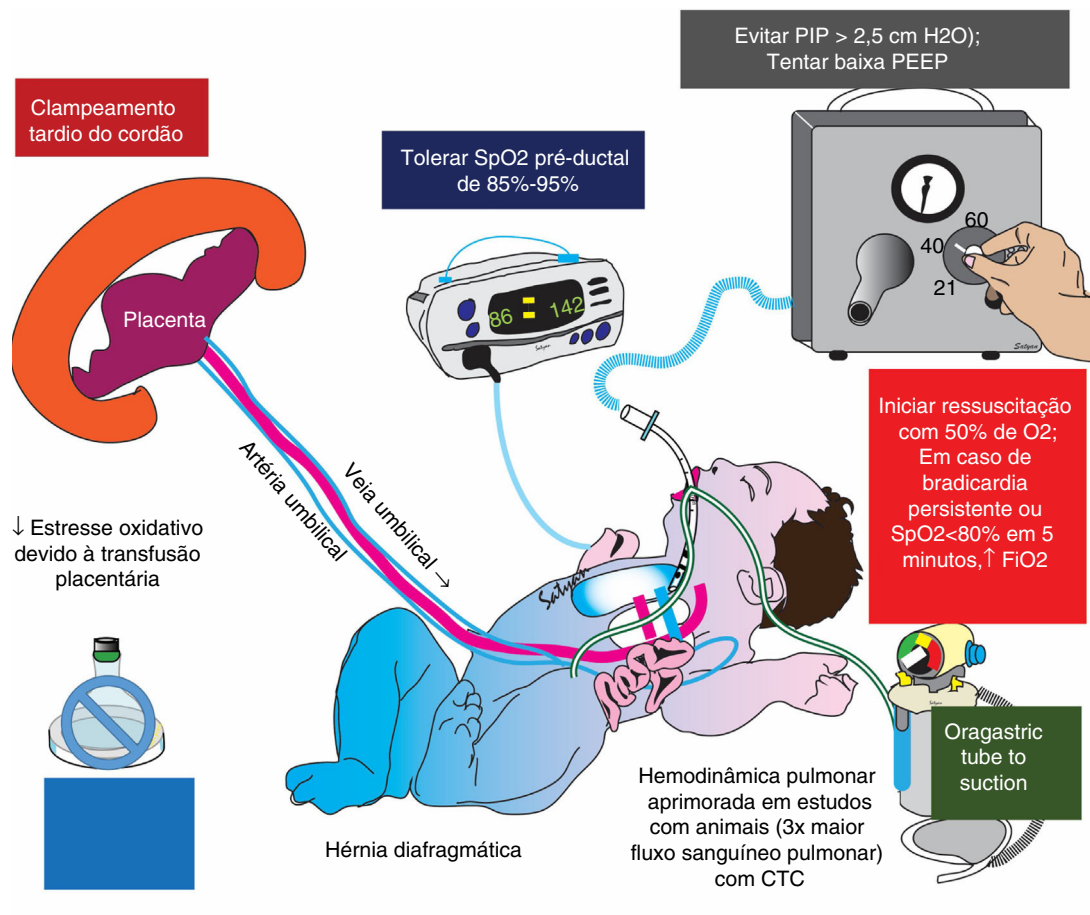 Evitar PIP > 2,5 cm H2O);
Tentar baixa PEEP
Clampeamento
tardio do cordão
Tolerar SpO2 pré-ductal
de 85%-95%
60
40
21
Satyan
86 142
Satyan
Placenta
Iniciar ressuscitação
com 50% de O2;
Em caso de
bradicardia
persistente ou
SpO2<80% em 5
minutos,↑ FiO2
Artéria umbilical
Veia umbilical →
↓ Estresse oxidativo
devido à transfusão
placentária
Satyan
Satyan
Oragastric
tube to
suction
Hérnia diafragmática
Hemodinâmica pulmonar
aprimorada em estudos
com animais (3x maior
fluxo sanguíneo pulmonar)
com CTC